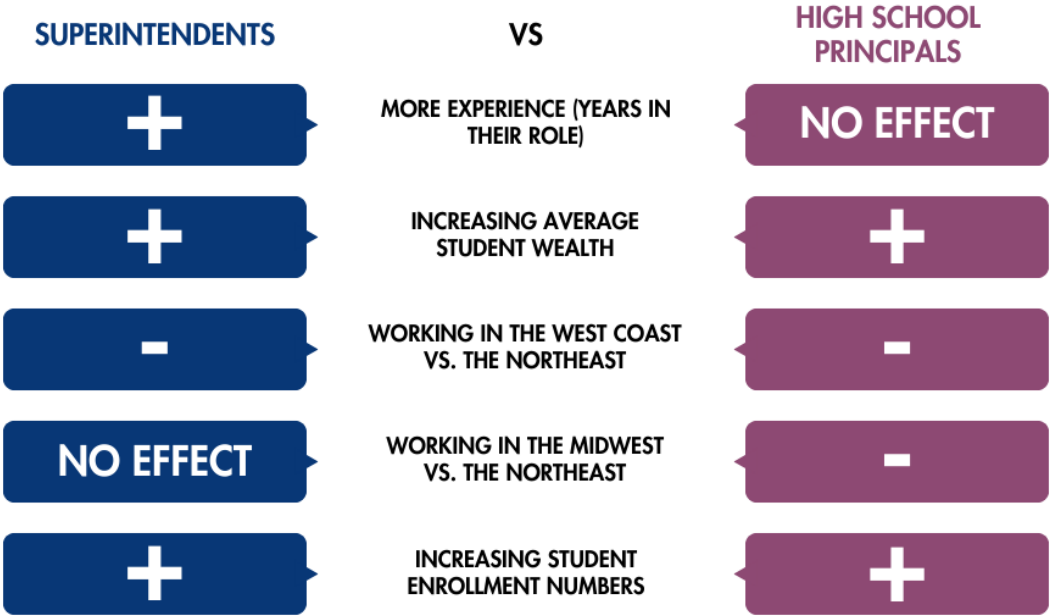 SUPERINTENDENTS
VS
HIGH SCHOOL
PRINCIPALS
+
MORE EXPERIENCE (YEARS IN
THEIR ROLE)
NO EFFECT
+
INCREASING AVERAGE
STUDENT WEALTH
+
-
WORKING IN THE WEST COAST
VS. THE NORTHEAST
-
NO EFFECT
WORKING IN THE MIDWEST
VS. THE NORTHEAST
-
+
INCREASING STUDENT
ENROLLMENT NUMBERS
+